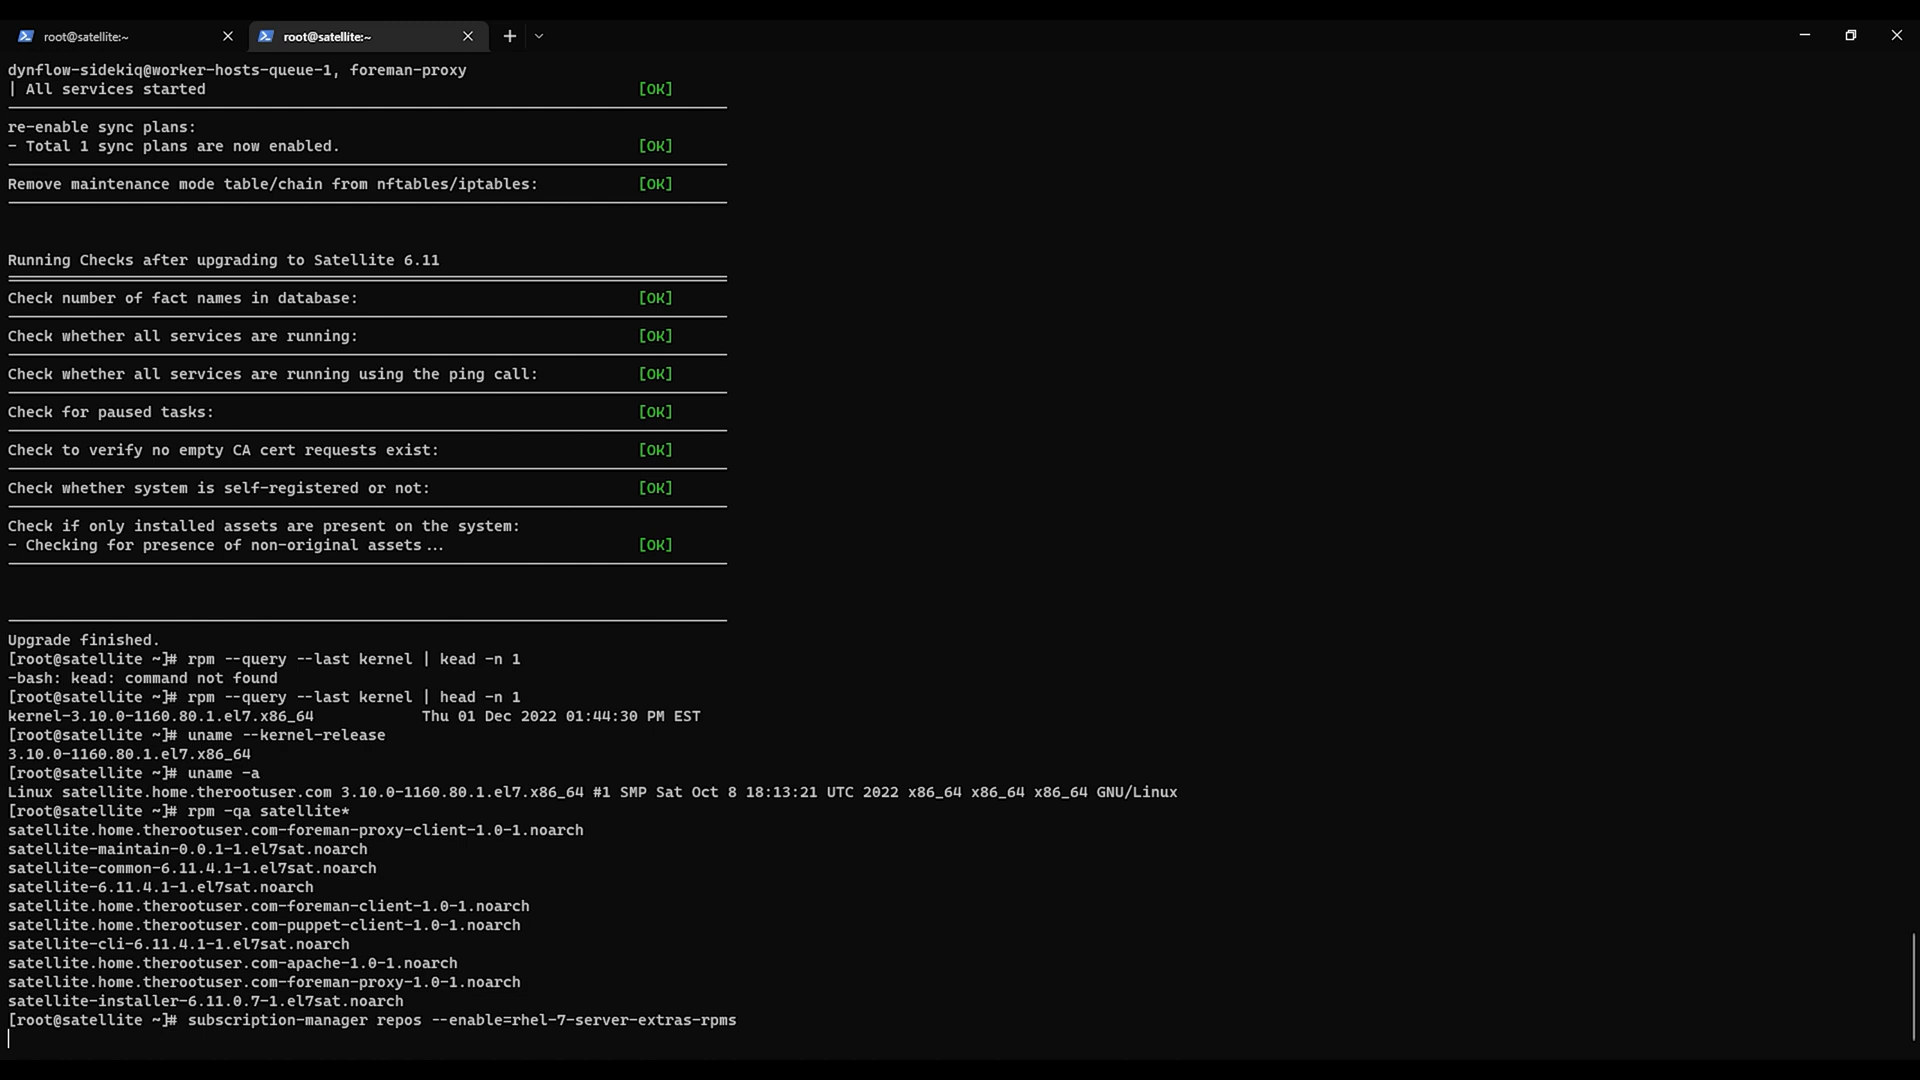 root@satellite:~
root@satellite:~
dynflow-sidekiq@worker-hosts-queue-1, foreman-proxy
| All services started [OK]
re-enable sync plans:
- Total 1 sync plans are now enabled. [OK]
Remove maintenance mode table/chain from nftables/iptables: [OK]
Running Checks after upgrading to Satellite 6.11
Check number of fact names in database: [OK]
Check whether all services are running: [OK]
Check whether all services are running using the ping call: [OK]
Check for paused tasks: [OK]
Check to verify no empty CA cert requests exist: [OK]
Check whether system is self-registered or not: [OK]
Check if only installed assets are present on the system:
- Checking for presence of non-original assets... [OK]
Upgrade finished.
[root@satellite ~]# rpm --query --last kernel | kead -n 1
-bash: kead: command not found
[root@satellite ~]# rpm --query --last kernel | head -n 1
kernel-3.10.0-1160.80.1.el7.x86_64 Thu 01 Dec 2022 01:44:30 PM EST
[root@satellite ~]# uname --kernel-release
3.10.0-1160.80.1.el7.x86_64
[root@satellite ~]# uname -a
Linux satellite.home.therootuser.com 3.10.0-1160.80.1.el7.x86_64 #1 SMP Sat Oct 8 18:13:21 UTC 2022 x86_64 x86_64 x86_64 GNU/Linux
[root@satellite ~]# rpm -qa satellite*
satellite.home.therootuser.com-foreman-proxy-client-1.0-1.noarch
satellite-maintain-0.0.1-1.el7sat.noarch
satellite-common-6.11.4.1-1.el7sat.noarch
satellite-6.11.4.1-1.el7sat.noarch
satellite.home.therootuser.com-foreman-client-1.0-1.noarch
satellite.home.therootuser.com-puppet-client-1.0-1.noarch
satellite-cli-6.11.4.1-1.el7sat.noarch
satellite.home.therootuser.com-apache-1.0-1.noarch
satellite.home.therootuser.com-foreman-proxy-1.0-1.noarch
satellite-installer-6.11.0.7-1.el7sat.noarch
[root@satellite ~]# subscription-manager repos --enable=rhel-7-server-extras-rpms